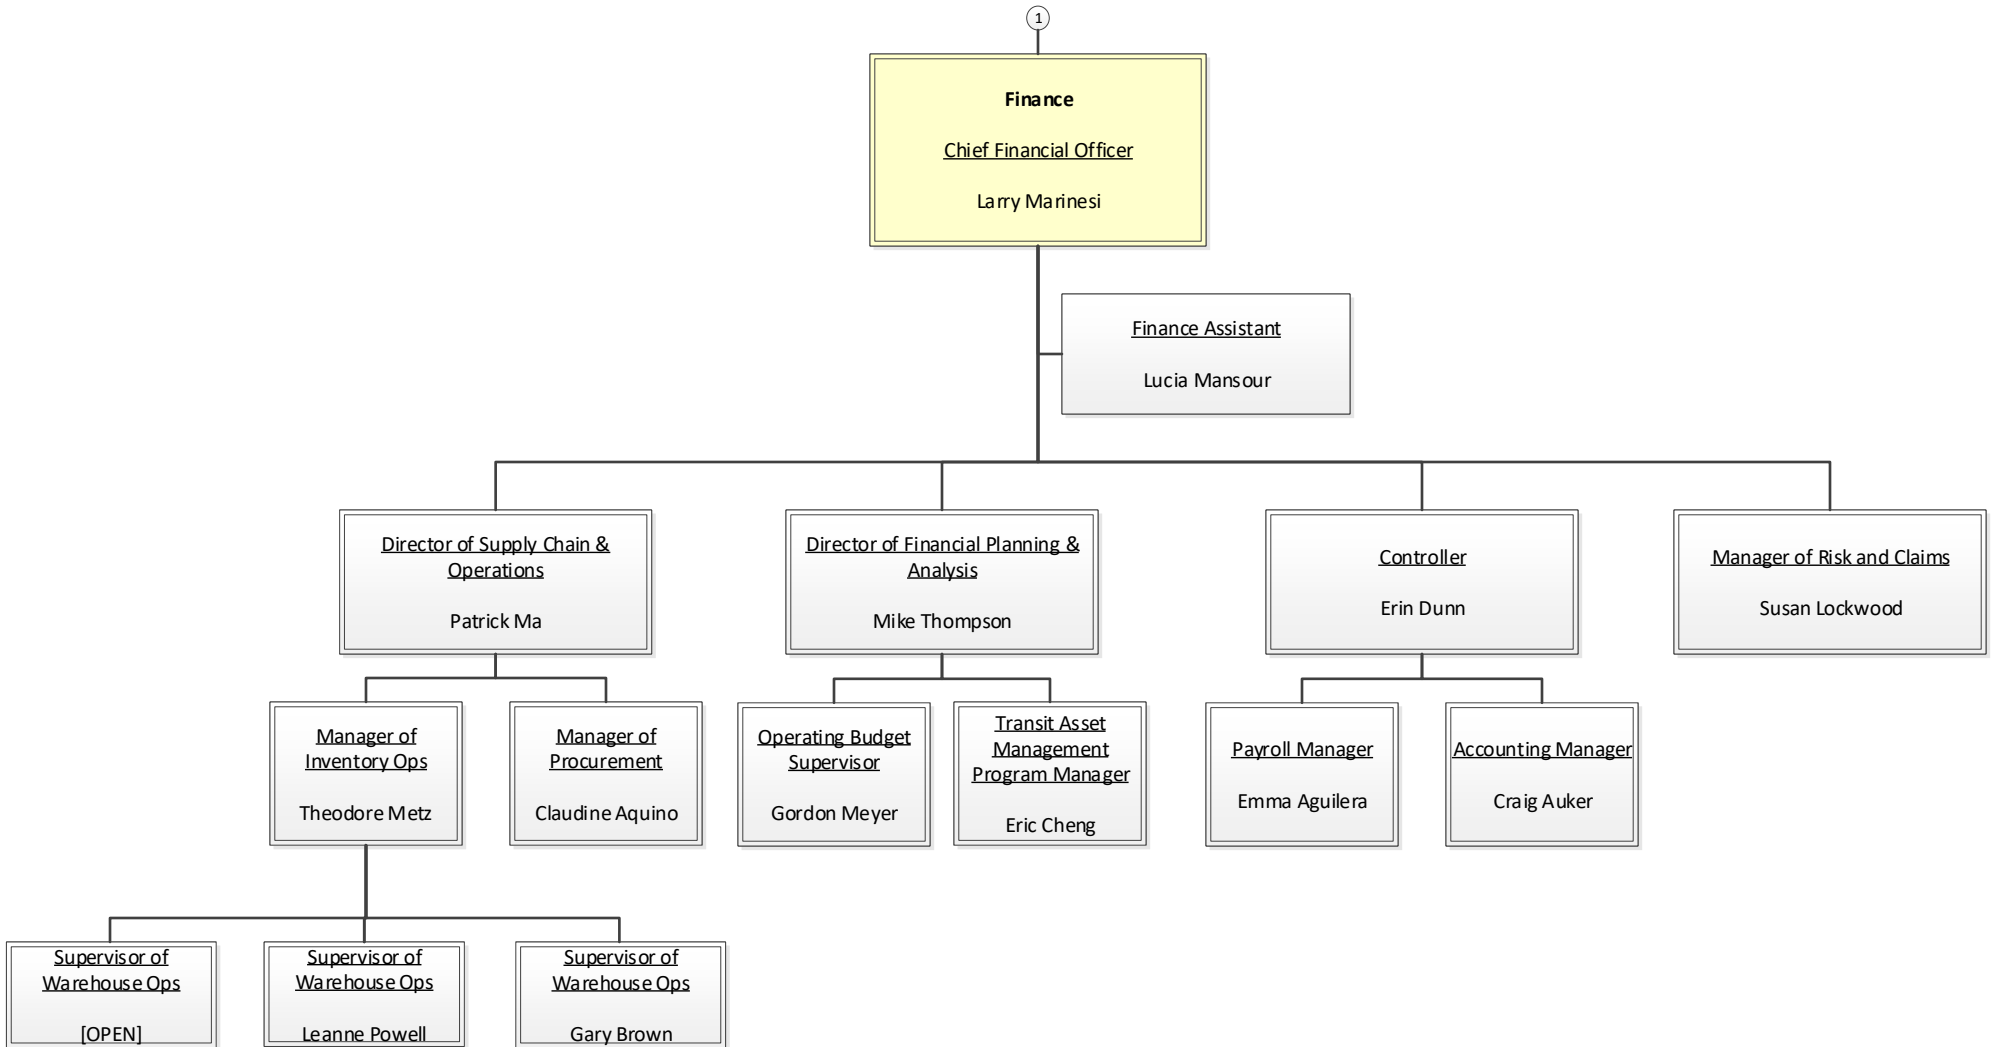 1
Finance
Chief Financial Officer
Larry Marinesi
Finance Assistant
Lucia Mansour
Director of Supply Chain &
Operations
Patrick Ma
Director of Financial Planning &
Analysis
Mike Thompson
Controller
Erin Dunn
Manager of Risk and Claims
Susan Lockwood
Manager of
Inventory Ops
Theodore Metz
Manager of
Procurement
Claudine Aquino
Operating Budget
Supervisor
Gordon Meyer
Transit Asset
Management
Program Manager
Eric Cheng
Payroll Manager
Emma Aguilera
Accounting Manager
Craig Auker
Supervisor of
Warehouse Ops
[OPEN]
Supervisor of
Warehouse Ops
Leanne Powell
Supervisor of
Warehouse Ops
Gary Brown